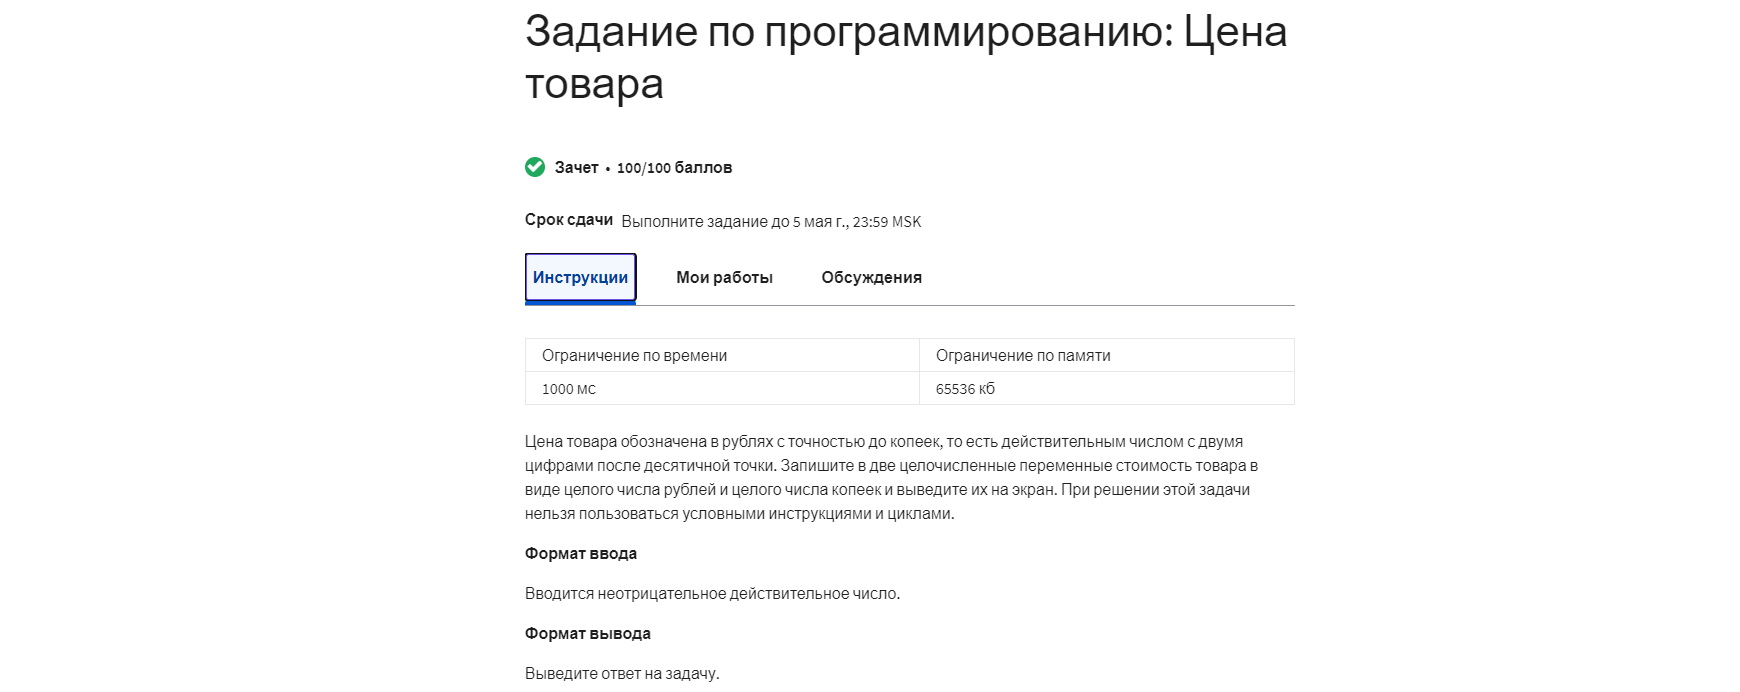 Задание по программированию: Цена
товара
Зачет • 100/100 баллов
Срок сдачи Выполните задание до 5 мая г., 23:59 MSK
Инструкции Мои работы Обсуждения
Ограничение по времени Ограничение по памяти
1000 мс 65536 кб
Цена товара обозначена в рублях с точностью до копеек, то есть действительным числом с двумя
цифрами после десятичной точки. Запишите в две целочисленные переменные стоимость товара в
виде целого числа рублей и целого числа копеек и выведите их на экран. При решении этой задачи
нельзя пользоваться условными инструкциями и циклами.
Формат ввода
Вводится неотрицательное действительное число.
Формат вывода
Выведите ответ на задачу.